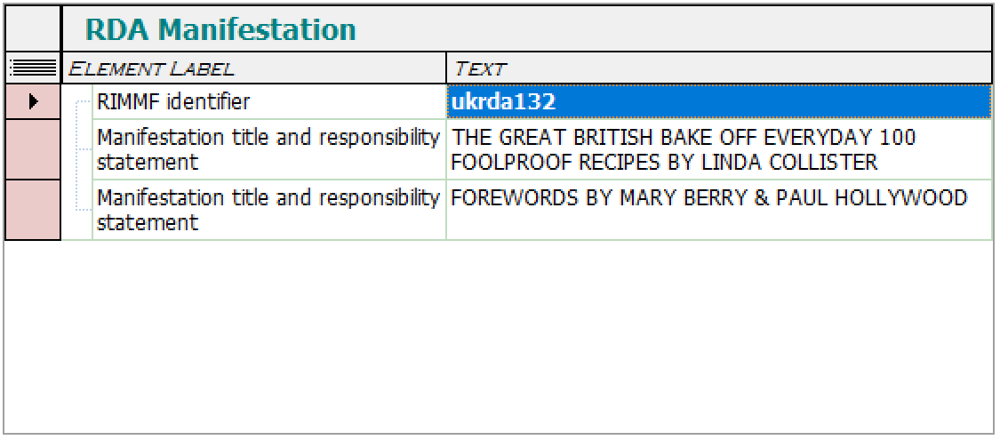 RDA Manifestation
ELEMENT LABEL TEXT
RIMMF identifier ukrda132
Manifestation title and responsibility statement THE GREAT BRITISH BAKE OFF EVERYDAY 100 FOOLPROOF RECIPES BY LINDA COLLISTER
Manifestation title and responsibility statement FOREWORDS BY MARY BERRY & PAUL HOLLYWOOD